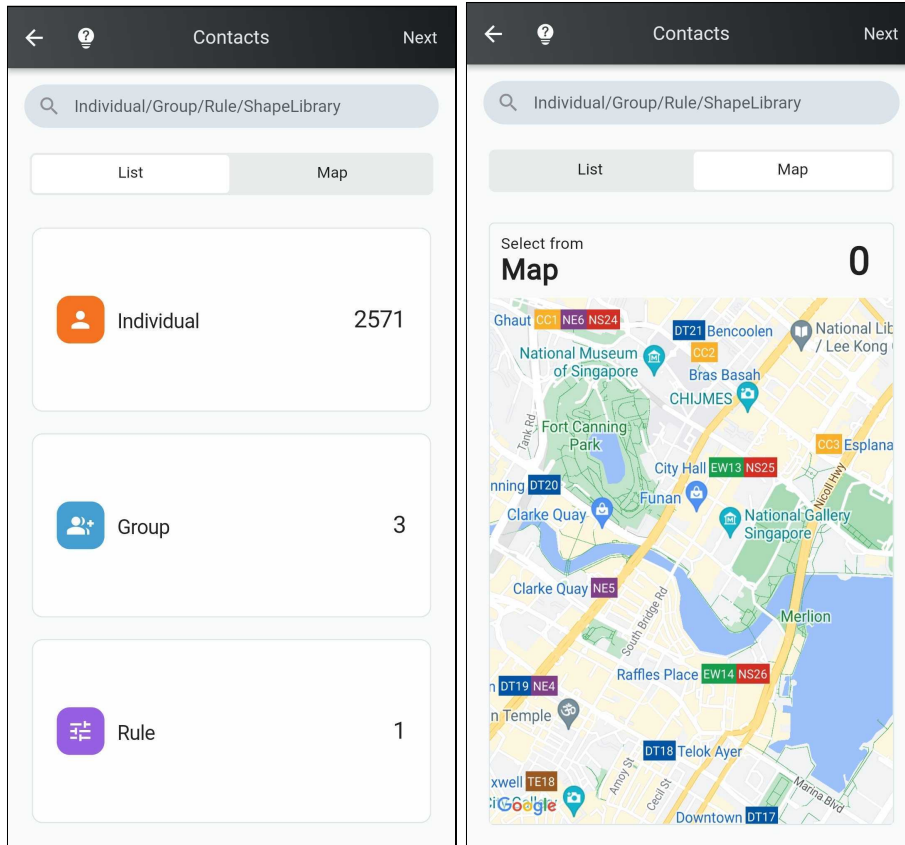 Contacts
Next
Individual/Group/Rule/ShapeLibrary
List
Map
Individual
2571
Group
3
Rule
1
Contacts
Next
Individual/Group/Rule/ShapeLibrary
List
Map
Select from
Map
0
Ghaut CC1 NE6 NS24
DT21 Bencoolen
CC2
National Lib
/ Lee Kong
National Museum
of Singapore
Bras Basah
CHIJMES
Tank Rd
Fort Canning
Park
CC3 Esplana
City Hall EW13 NS25
Nicoll Hwy
nning DT20
Funan
Clarke Quay
National Gallery
Singapore
Clarke Quay NE5
South Bridge Rd
Merlion
Raffles Place EW14 NS26
n DT19 NE4
n Temple
DT18 Telok Ayer
xwell TE18
Amoy St
Cecil St
Marina Blvd
Google
Downtown DT17